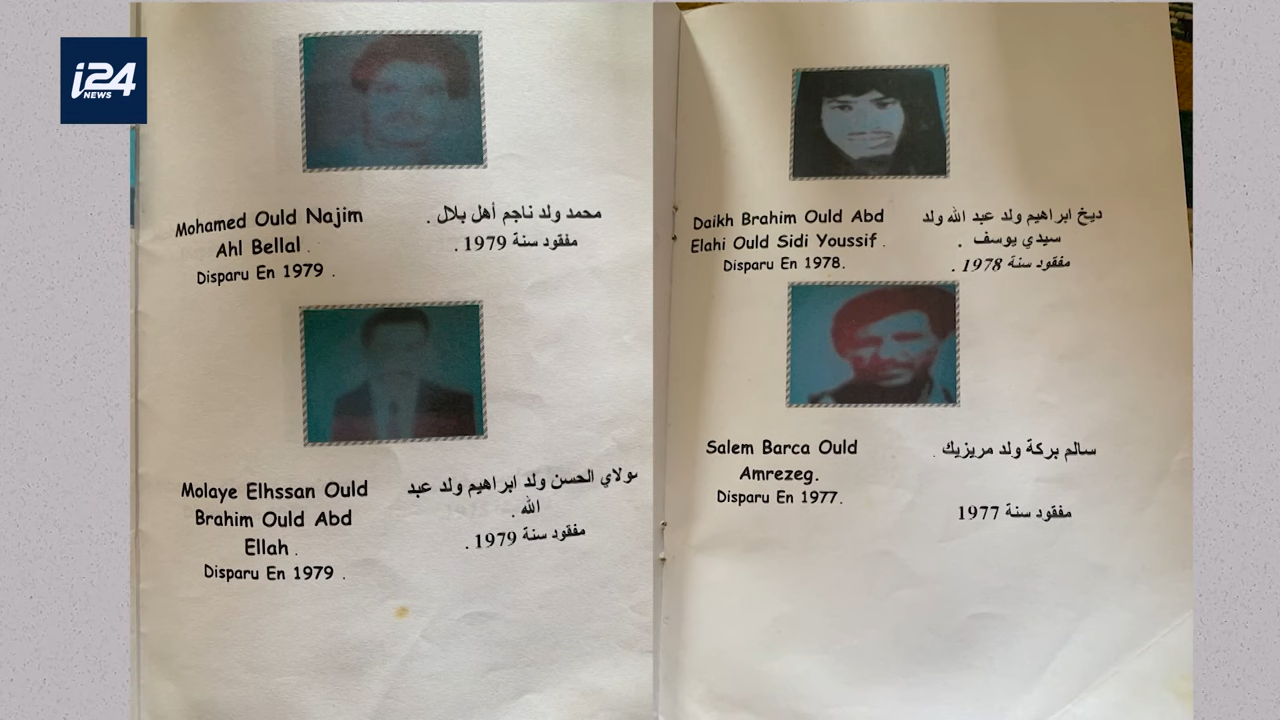 i24
NEWS
Mohamed Ould Najim
Ahl Bellal .
Disparu En 1979 .
محمد ولد ناجم أهل بلال .
مفقود سنة 1979 .
Molaye Elhssan Ould
Brahim Ould Abd
Ellah .
Disparu En 1979 .
مولاي الحسن ولد ابراهيم ولد عبد
الله .
مفقود سنة 1979 .
Daikh Brahim Ould Abd
Elahi Ould Sidi Youssif .
Disparu En 1978.
ديخ ابراهيم ولد عبد الله ولد
سيدي يوسف .
مفقود سنة 1978 .
Salem Barca Ould
Amrezeg.
Disparu En 1977.
سالم بركة ولد مريزيك .
مفقود سنة 1977